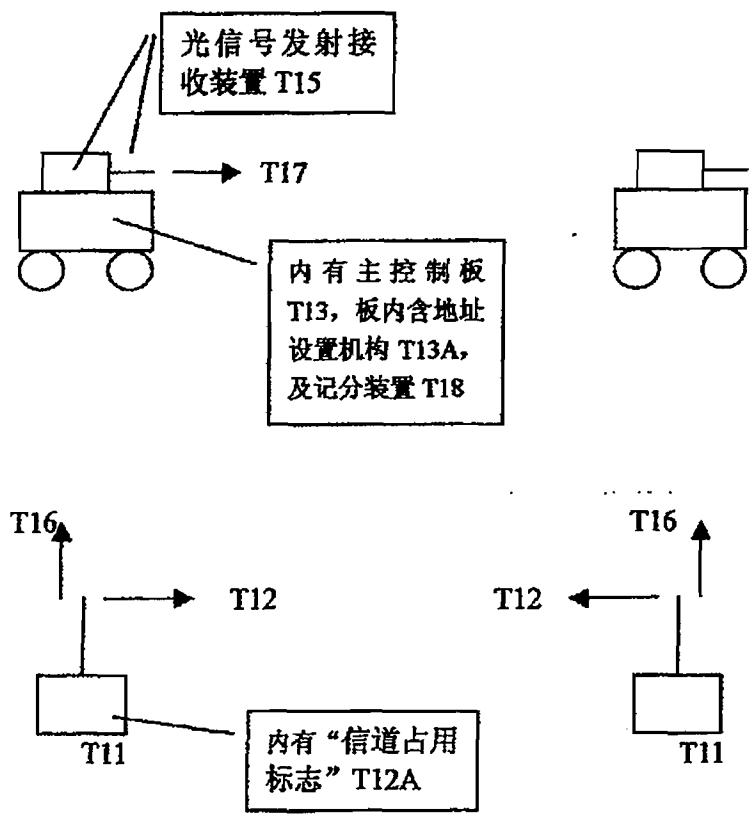 光信号发射接
收装置 T15
T17
内有主控制板
T13，板内含地址
设置机构 T13A，
及记分装置 T18
T16
T16
T12
T12
T11
T11
内有“信道占用
标志” T12A